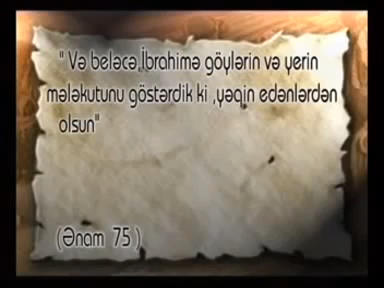 " Və beləcə,İbrahimə göylərin və yerin
mələkutunu göstərdik ki ,yəqin edənlərdən
olsun"
(Ənam 75 )